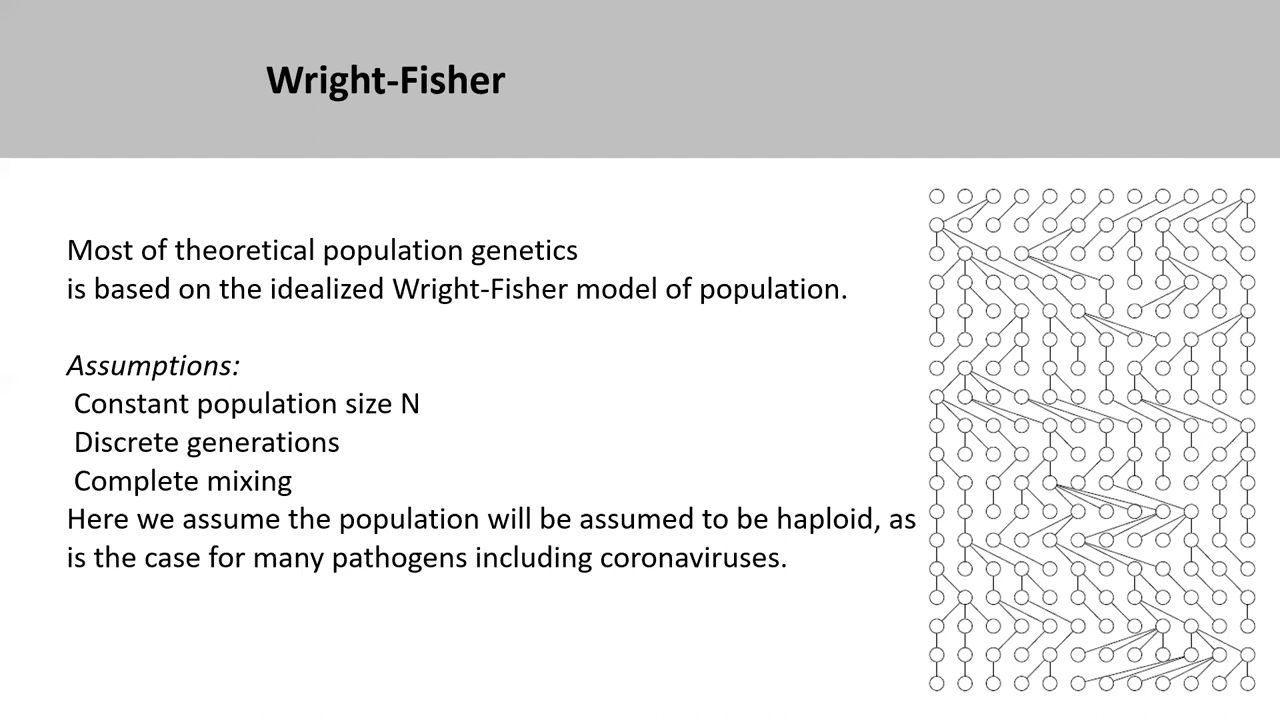 Wright-Fisher
Most of theoretical population genetics
is based on the idealized Wright-Fisher model of population.
Assumptions:
Constant population size N
Discrete generations
Complete mixing
Here we assume the population will be assumed to be haploid, as
is the case for many pathogens including coronaviruses.